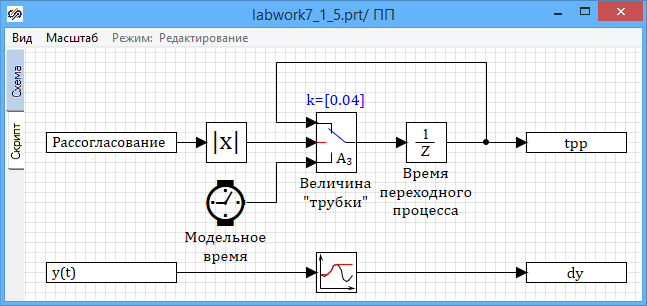 labwork7_1_5.prt/ ПП
Вид Масштаб Режим: Редактирование
Схема
Скрипт
k=[0.04]
Рассогласование
|x|
A3
1
Z
tpp
Величина
"трубки"
Время
переходного
процесса
Модельное
время
y(t)
dy